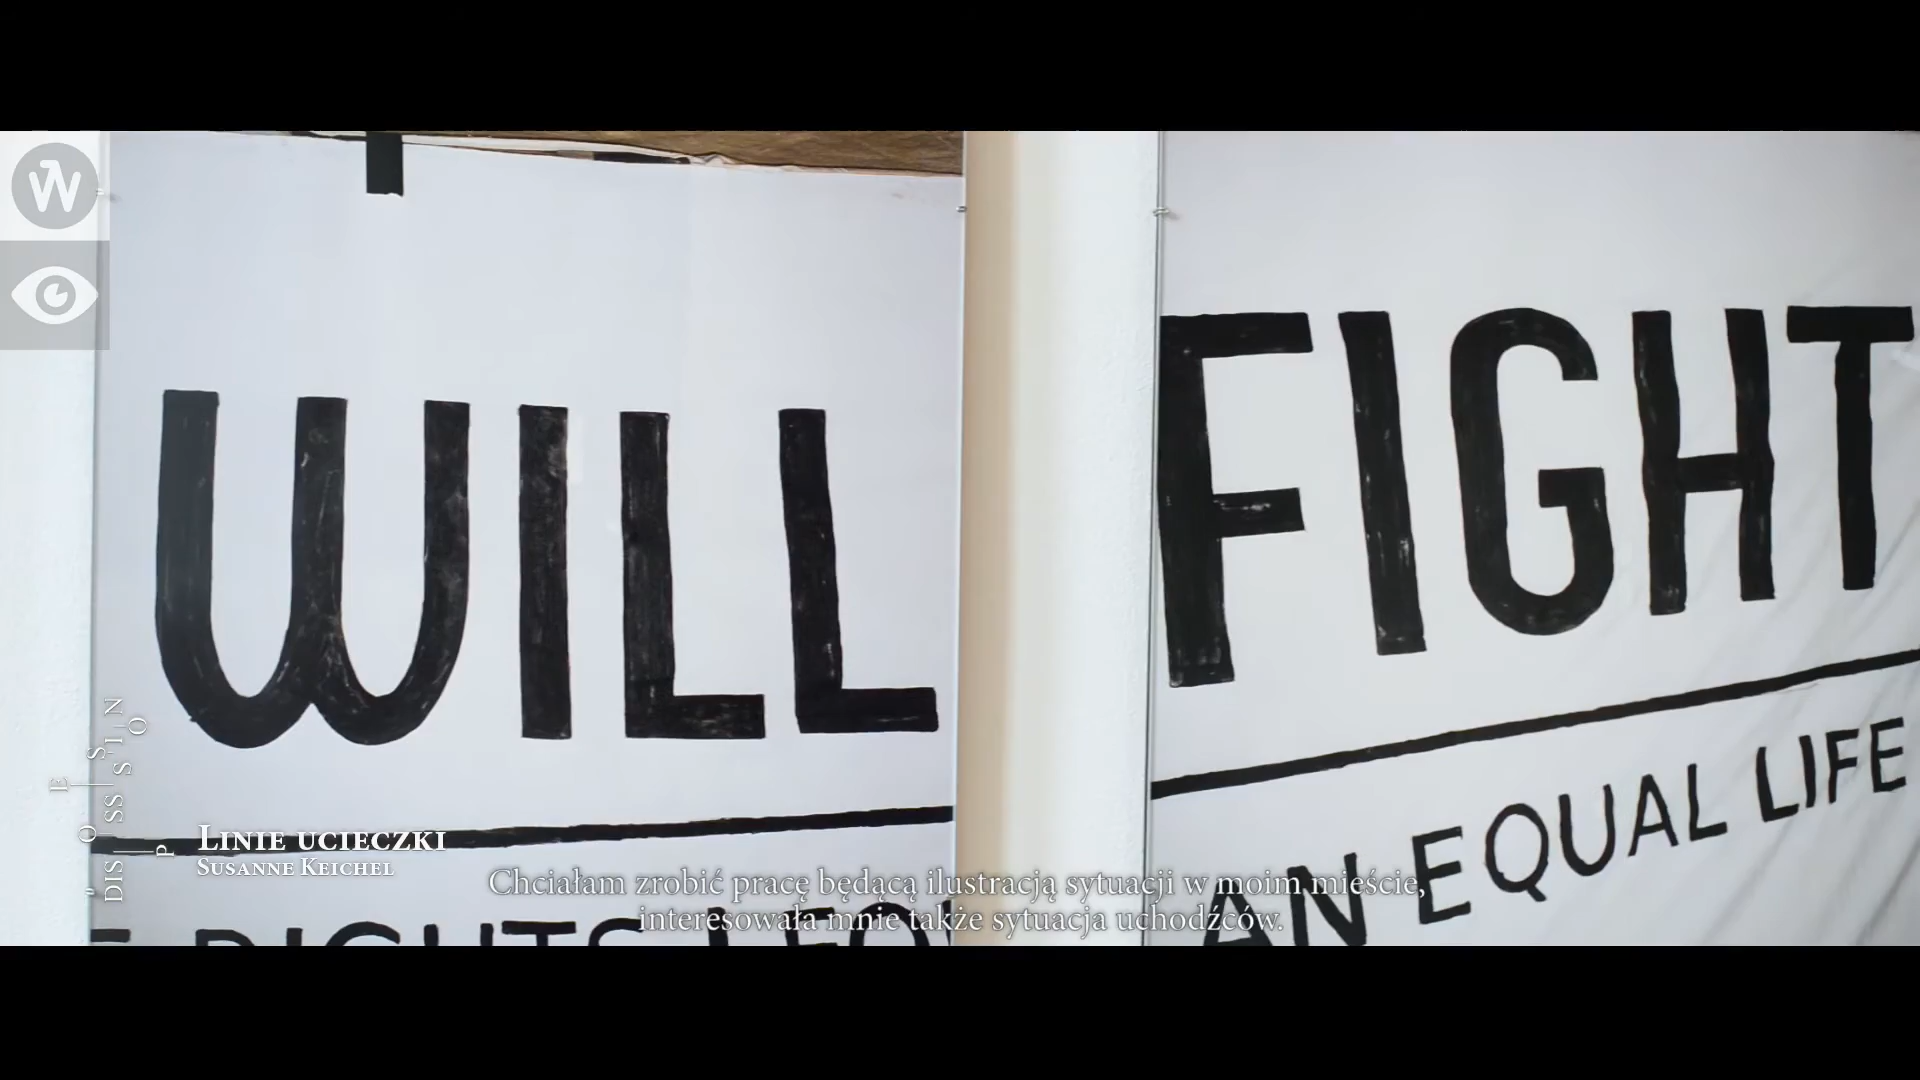 WILL
FIGHT
AN EQUAL LIFE
LINIE UCIECZKI
SUSANNE KEICHEL
Chciałam zrobić pracę będącą ilustracją sytuacji w moim mieście,
interesowała mnie także sytuacja uchodźców.
RIGHTS